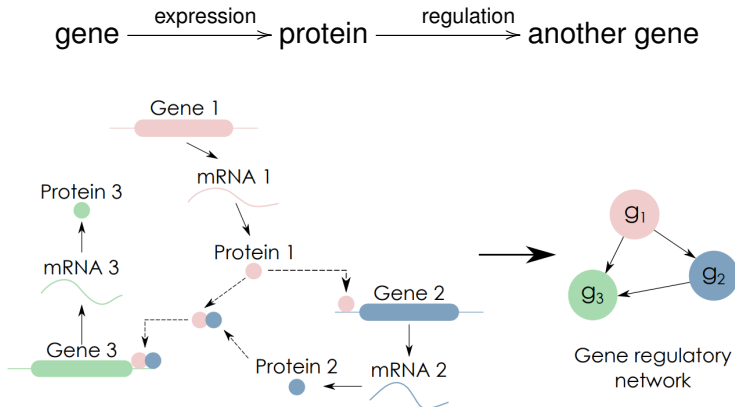 expression
regulation
gene
protein
another gene
Gene 1
mRNA 1
Protein 3
Protein 1
mRNA 3
Gene 2
Gene 3
Protein 2
mRNA 2
g1
g2
g3
Gene regulatory
network